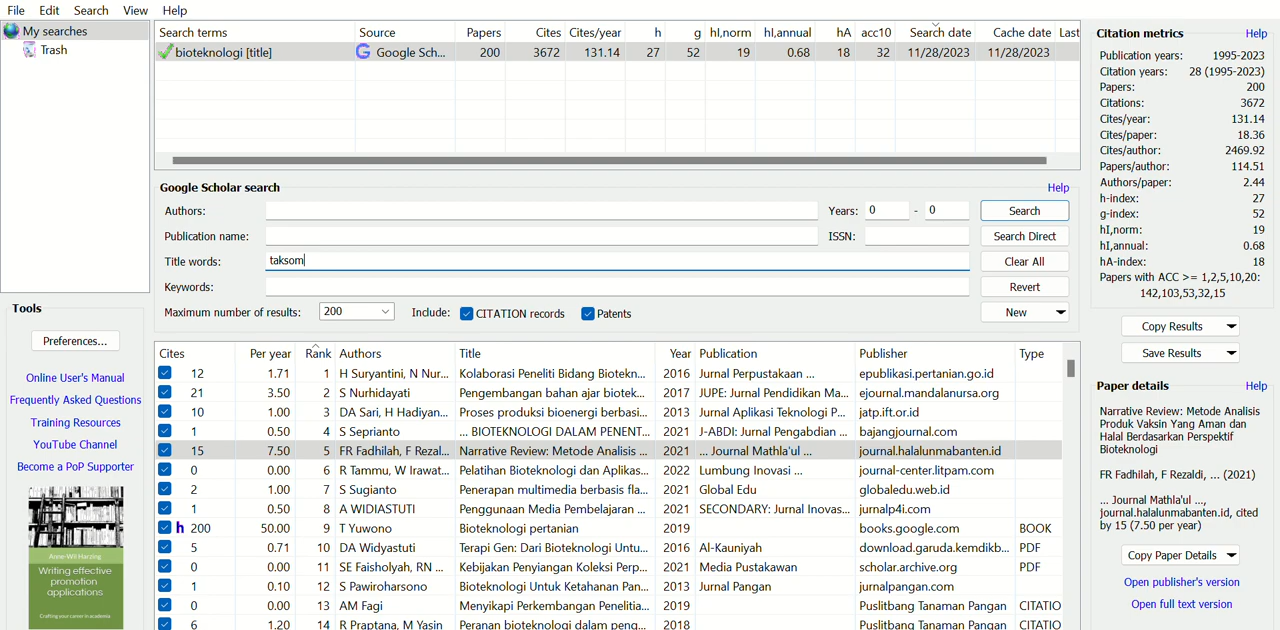 File Edit Search View Help
My searches
Trash
Search terms Source Papers Cites Cites/year h g hI,norm hI,annual hA acc10 Search date Cache date Last
bioteknologi [title] Google Sch... 200 3672 131.14 27 52 19 0.68 18 32 11/28/2023 11/28/2023
Google Scholar search Help
Authors: Years: 0 - 0 Search
Publication name: ISSN: Search Direct
Title words: taksom Clear All
Keywords: Revert
Maximum number of results: 200 Include: CITATION records Patents New
Cites Per year Rank Authors Title Year Publication Publisher Type
12 1.71 1 H Suryantini, N Nur... Kolaborasi Peneliti Bidang Biotekn... 2016 Jurnal Perpustakaan ... epublikasi.pertanian.go.id
21 3.50 2 S Nurhidayati Pengembangan bahan ajar biotek... 2017 JUPE: Jurnal Pendidikan Ma... ejournal.mandalanursa.org
10 1.00 3 DA Sari, H Hadiyan... Proses produksi bioenergi berbasi... 2013 Jurnal Aplikasi Teknologi P... jatp.ift.or.id
1 0.50 4 S Seprianto ... BIOTEKNOLOGI DALAM PENENT... 2021 J-ABDI: Jurnal Pengabdian ... bajangjournal.com
15 7.50 5 FR Fadhilah, F Rezal... Narrative Review: Metode Analisis ... 2021 ... Journal Mathla'ul ... journal.halalunmabanten.id
0 0.00 6 R Tammu, W Irawat... Pelatihan Bioteknologi dan Aplikas... 2022 Lumbung Inovasi ... journal-center.litpam.com
2 1.00 7 S Sugianto Penerapan multimedia berbasis fla... 2021 Global Edu globaledu.web.id
1 0.50 8 A WIDIASTUTI Penggunaan Media Pembelajaran ... 2021 SECONDARY: Jurnal Inovas... jurnalp4i.com
h 200 50.00 9 T Yuwono Bioteknologi pertanian 2019 books.google.com BOOK
5 0.71 10 DA Widyastuti Terapi Gen: Dari Bioteknologi Untu... 2016 Al-Kauniyah download.garuda.kemdikb... PDF
0 0.00 11 SE Faisholyah, RN ... Kebijakan Penyiangan Koleksi Perp... 2021 Media Pustakawan scholar.archive.org PDF
1 0.10 12 S Pawiroharsono Bioteknologi Untuk Ketahanan Pan... 2013 Jurnal Pangan jurnalpangan.com
0 0.00 13 AM Fagi Menyikapi Perkembangan Penelitia... 2019 Puslitbang Tanaman Pangan CITATIO
6 1.20 14 R Praptana, M Yasin Peranan bioteknologi dalam peng... 2018 Puslitbang Tanaman Pangan CITATIO
Tools
Preferences...
Online User's Manual
Frequently Asked Questions
Training Resources
YouTube Channel
Become a PoP Supporter
Anne-Wil Harzing
Writing effective
promotion
applications
Crafting your career in academia
Citation metrics Help
Publication years: 1995-2023
Citation years: 28 (1995-2023)
Papers: 200
Citations: 3672
Cites/year: 131.14
Cites/paper: 18.36
Cites/author: 2469.92
Papers/author: 114.51
Authors/paper: 2.44
h-index: 27
g-index: 52
hI,norm: 19
hI,annual: 0.68
hA-index: 18
Papers with ACC >= 1,2,5,10,20:
142,103,53,32,15
Copy Results
Save Results
Paper details Help
Narrative Review: Metode Analisis
Produk Vaksin Yang Aman dan
Halal Berdasarkan Perspektif
Bioteknologi
FR Fadhilah, F Rezaldi, ... (2021)
... Journal Mathla'ul ...,
journal.halalunmabanten.id, cited
by 15 (7.50 per year)
Copy Paper Details
Open publisher's version
Open full text version